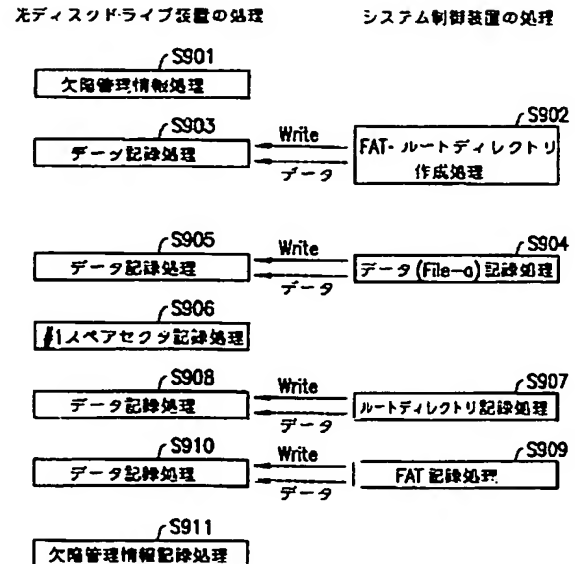 光ディスクドライブ装置の処理 システム制御装置の処理
S901
欠陥管理情報処理
S903 Write S902
データ記録処理 FAT・ルートディレクトリ
データ 作成処理
S905 Write S904
データ記録処理 データ(File-a)記録処理
データ
S906
#1スペアセクタ記録処理
S908 Write S907
データ記録処理 ルートディレクトリ記録処理
データ
S910 Write S909
データ記録処理 FAT記録処理
データ
S911
欠陥管理情報記録処理